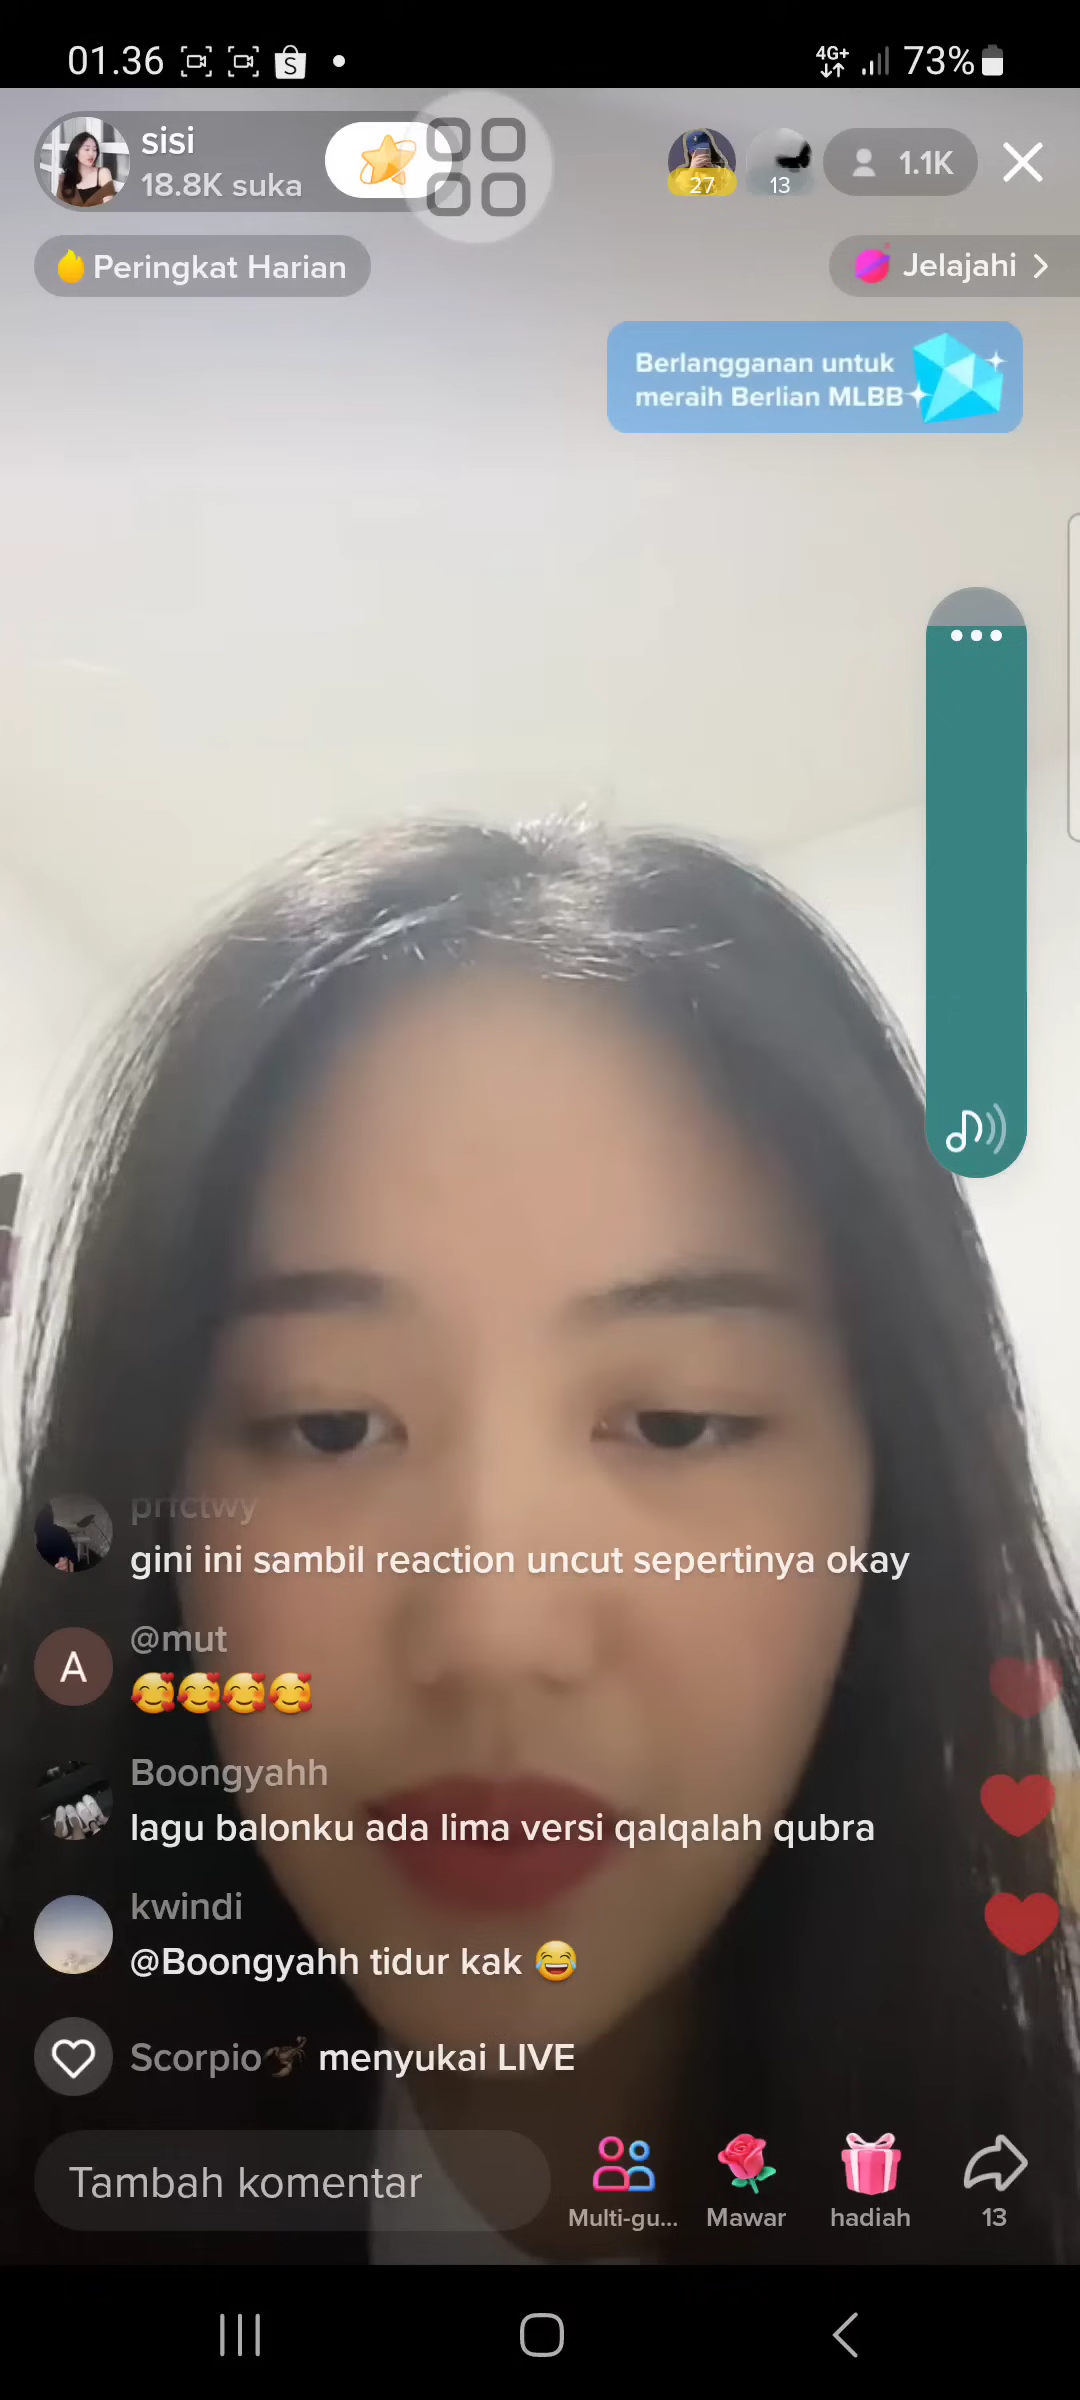 01.36
4G+
73%
sisi
18.8K suka
27
13
1.1K
Peringkat Harian
Jelajahi
Berlangganan untuk
meraih Berlian MLBB
prfctwy
gini ini sambil reaction uncut sepertinya okay
A
@mut
🥰🥰🥰🥰
Boongyahh
lagu balonku ada lima versi qalqalah qubra
kwindi
@Boongyahh tidur kak 😂
Scorpio🦂 menyukai LIVE
Tambah komentar
Multi-gu...
Mawar
hadiah
13